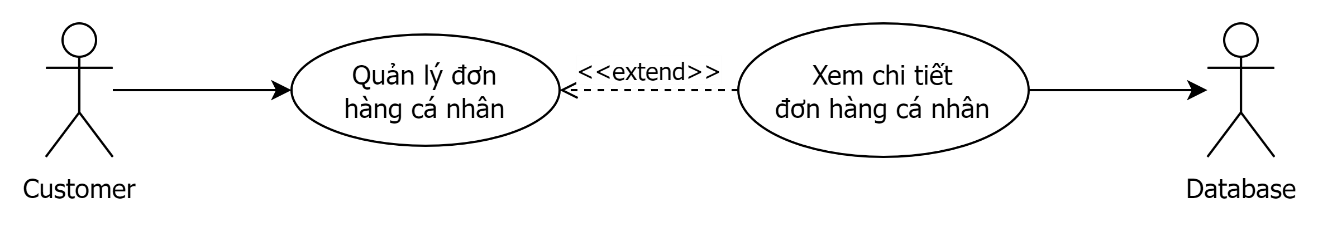 Quản lý đơn
hàng cá nhân
<<extend>>
Xem chi tiết
đơn hàng cá nhân
Customer
Database